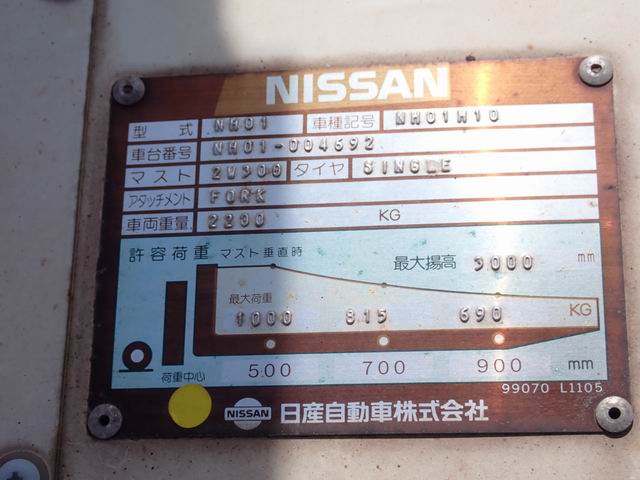 NISSAN
型式 NH01 車種記号 NH01H10
車台番号 NH01-004692
マスト 2W300 タイヤ SINGLE
アタッチメント FORK
車両重量 2200 KG
許容荷重 マスト垂直時
最大揚高 3000 mm
最大荷重
1000 815 690 KG
荷重中心 500 700 900 mm
99070 L1105
NISSAN 日産自動車株式会社